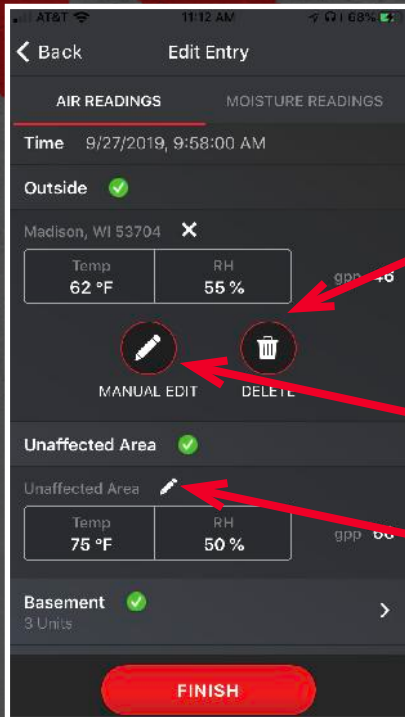 AT&T 11:12 AM 68%
Back Edit Entry
AIR READINGS MOISTURE READINGS
Time 9/27/2019, 9:58:00 AM
Outside
Madison, WI 53704
Temp RH
62 °F 55 % gpp 46
MANUAL EDIT DELETE
Unaffected Area
Unaffected Area
Temp RH
75 °F 50 % gpp
Basement
3 Units
FINISH